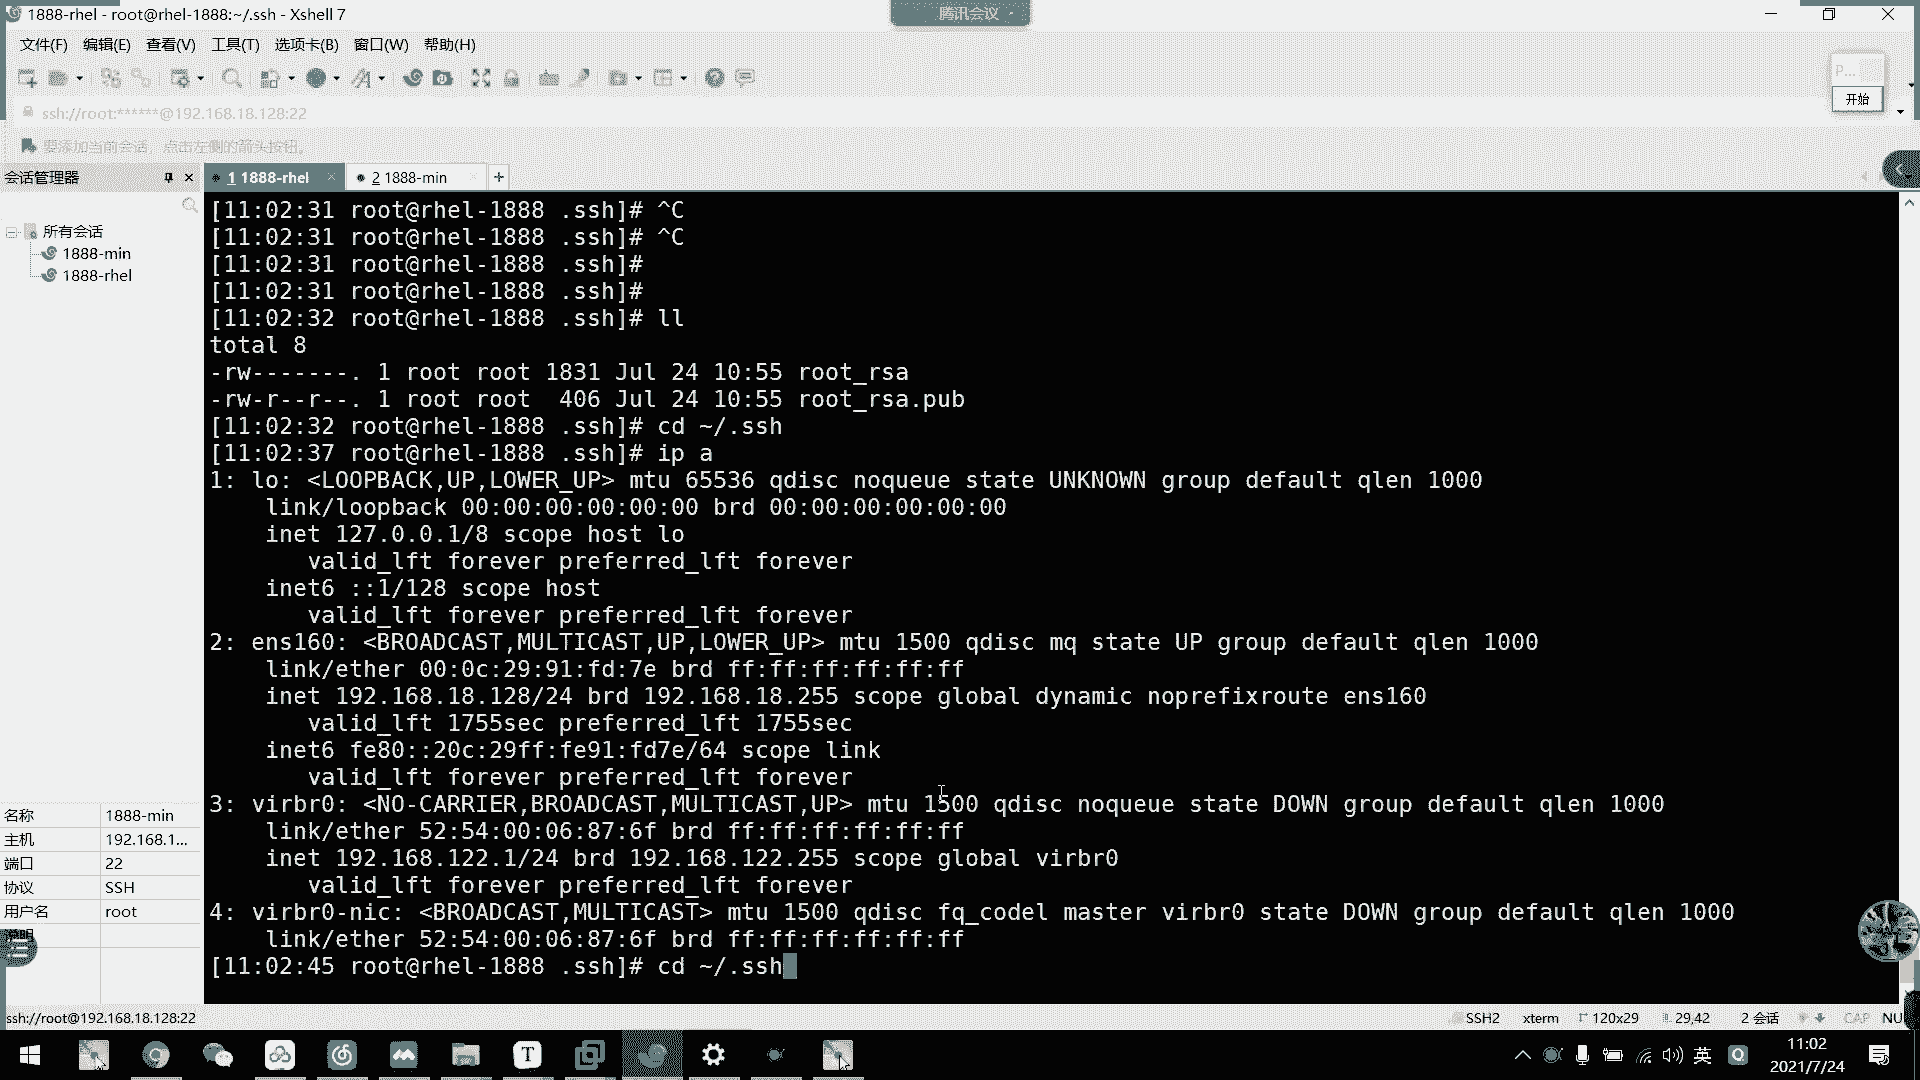 1888-rhel - root@rhel-1888:~/.ssh - Xshell 7
腾讯会议
文件(F) 编辑(E) 查看(V) 工具(T) 选项卡(B) 窗口(W) 帮助(H)
P...
开始
ssh://root:******@192.168.18.128:22
要添加当前会话，点击左侧的箭头按钮。
会话管理器
1 1888-rhel
2 1888-min
所有会话
1888-min
1888-rhel
[11:02:31 root@rhel-1888 .ssh]# ^C
[11:02:31 root@rhel-1888 .ssh]# ^C
[11:02:31 root@rhel-1888 .ssh]#
[11:02:31 root@rhel-1888 .ssh]#
[11:02:32 root@rhel-1888 .ssh]# ll
total 8
-rw-------. 1 root root 1831 Jul 24 10:55 root_rsa
-rw-r--r--. 1 root root  406 Jul 24 10:55 root_rsa.pub
[11:02:32 root@rhel-1888 .ssh]# cd ~/.ssh
[11:02:37 root@rhel-1888 .ssh]# ip a
1: lo: <LOOPBACK,UP,LOWER_UP> mtu 65536 qdisc noqueue state UNKNOWN group default qlen 1000
    link/loopback 00:00:00:00:00:00 brd 00:00:00:00:00:00
    inet 127.0.0.1/8 scope host lo
       valid_lft forever preferred_lft forever
    inet6 ::1/128 scope host
       valid_lft forever preferred_lft forever
2: ens160: <BROADCAST,MULTICAST,UP,LOWER_UP> mtu 1500 qdisc mq state UP group default qlen 1000
    link/ether 00:0c:29:91:fd:7e brd ff:ff:ff:ff:ff:ff
    inet 192.168.18.128/24 brd 192.168.18.255 scope global dynamic noprefixroute ens160
       valid_lft 1755sec preferred_lft 1755sec
    inet6 fe80::20c:29ff:fe91:fd7e/64 scope link
       valid_lft forever preferred_lft forever
3: virbr0: <NO-CARRIER,BROADCAST,MULTICAST,UP> mtu 1500 qdisc noqueue state DOWN group default qlen 1000
    link/ether 52:54:00:06:87:6f brd ff:ff:ff:ff:ff:ff
    inet 192.168.122.1/24 brd 192.168.122.255 scope global virbr0
       valid_lft forever preferred_lft forever
4: virbr0-nic: <BROADCAST,MULTICAST> mtu 1500 qdisc fq_codel master virbr0 state DOWN group default qlen 1000
    link/ether 52:54:00:06:87:6f brd ff:ff:ff:ff:ff:ff
[11:02:45 root@rhel-1888 .ssh]# cd ~/.ssh
名称 1888-min
主机 192.168.1...
端口 22
协议 SSH
用户名 root
说明
ssh://root@192.168.18.128:22
SSH2 xterm 120x29 29,42 2 会话 CAP NU
英
11:02
2021/7/24